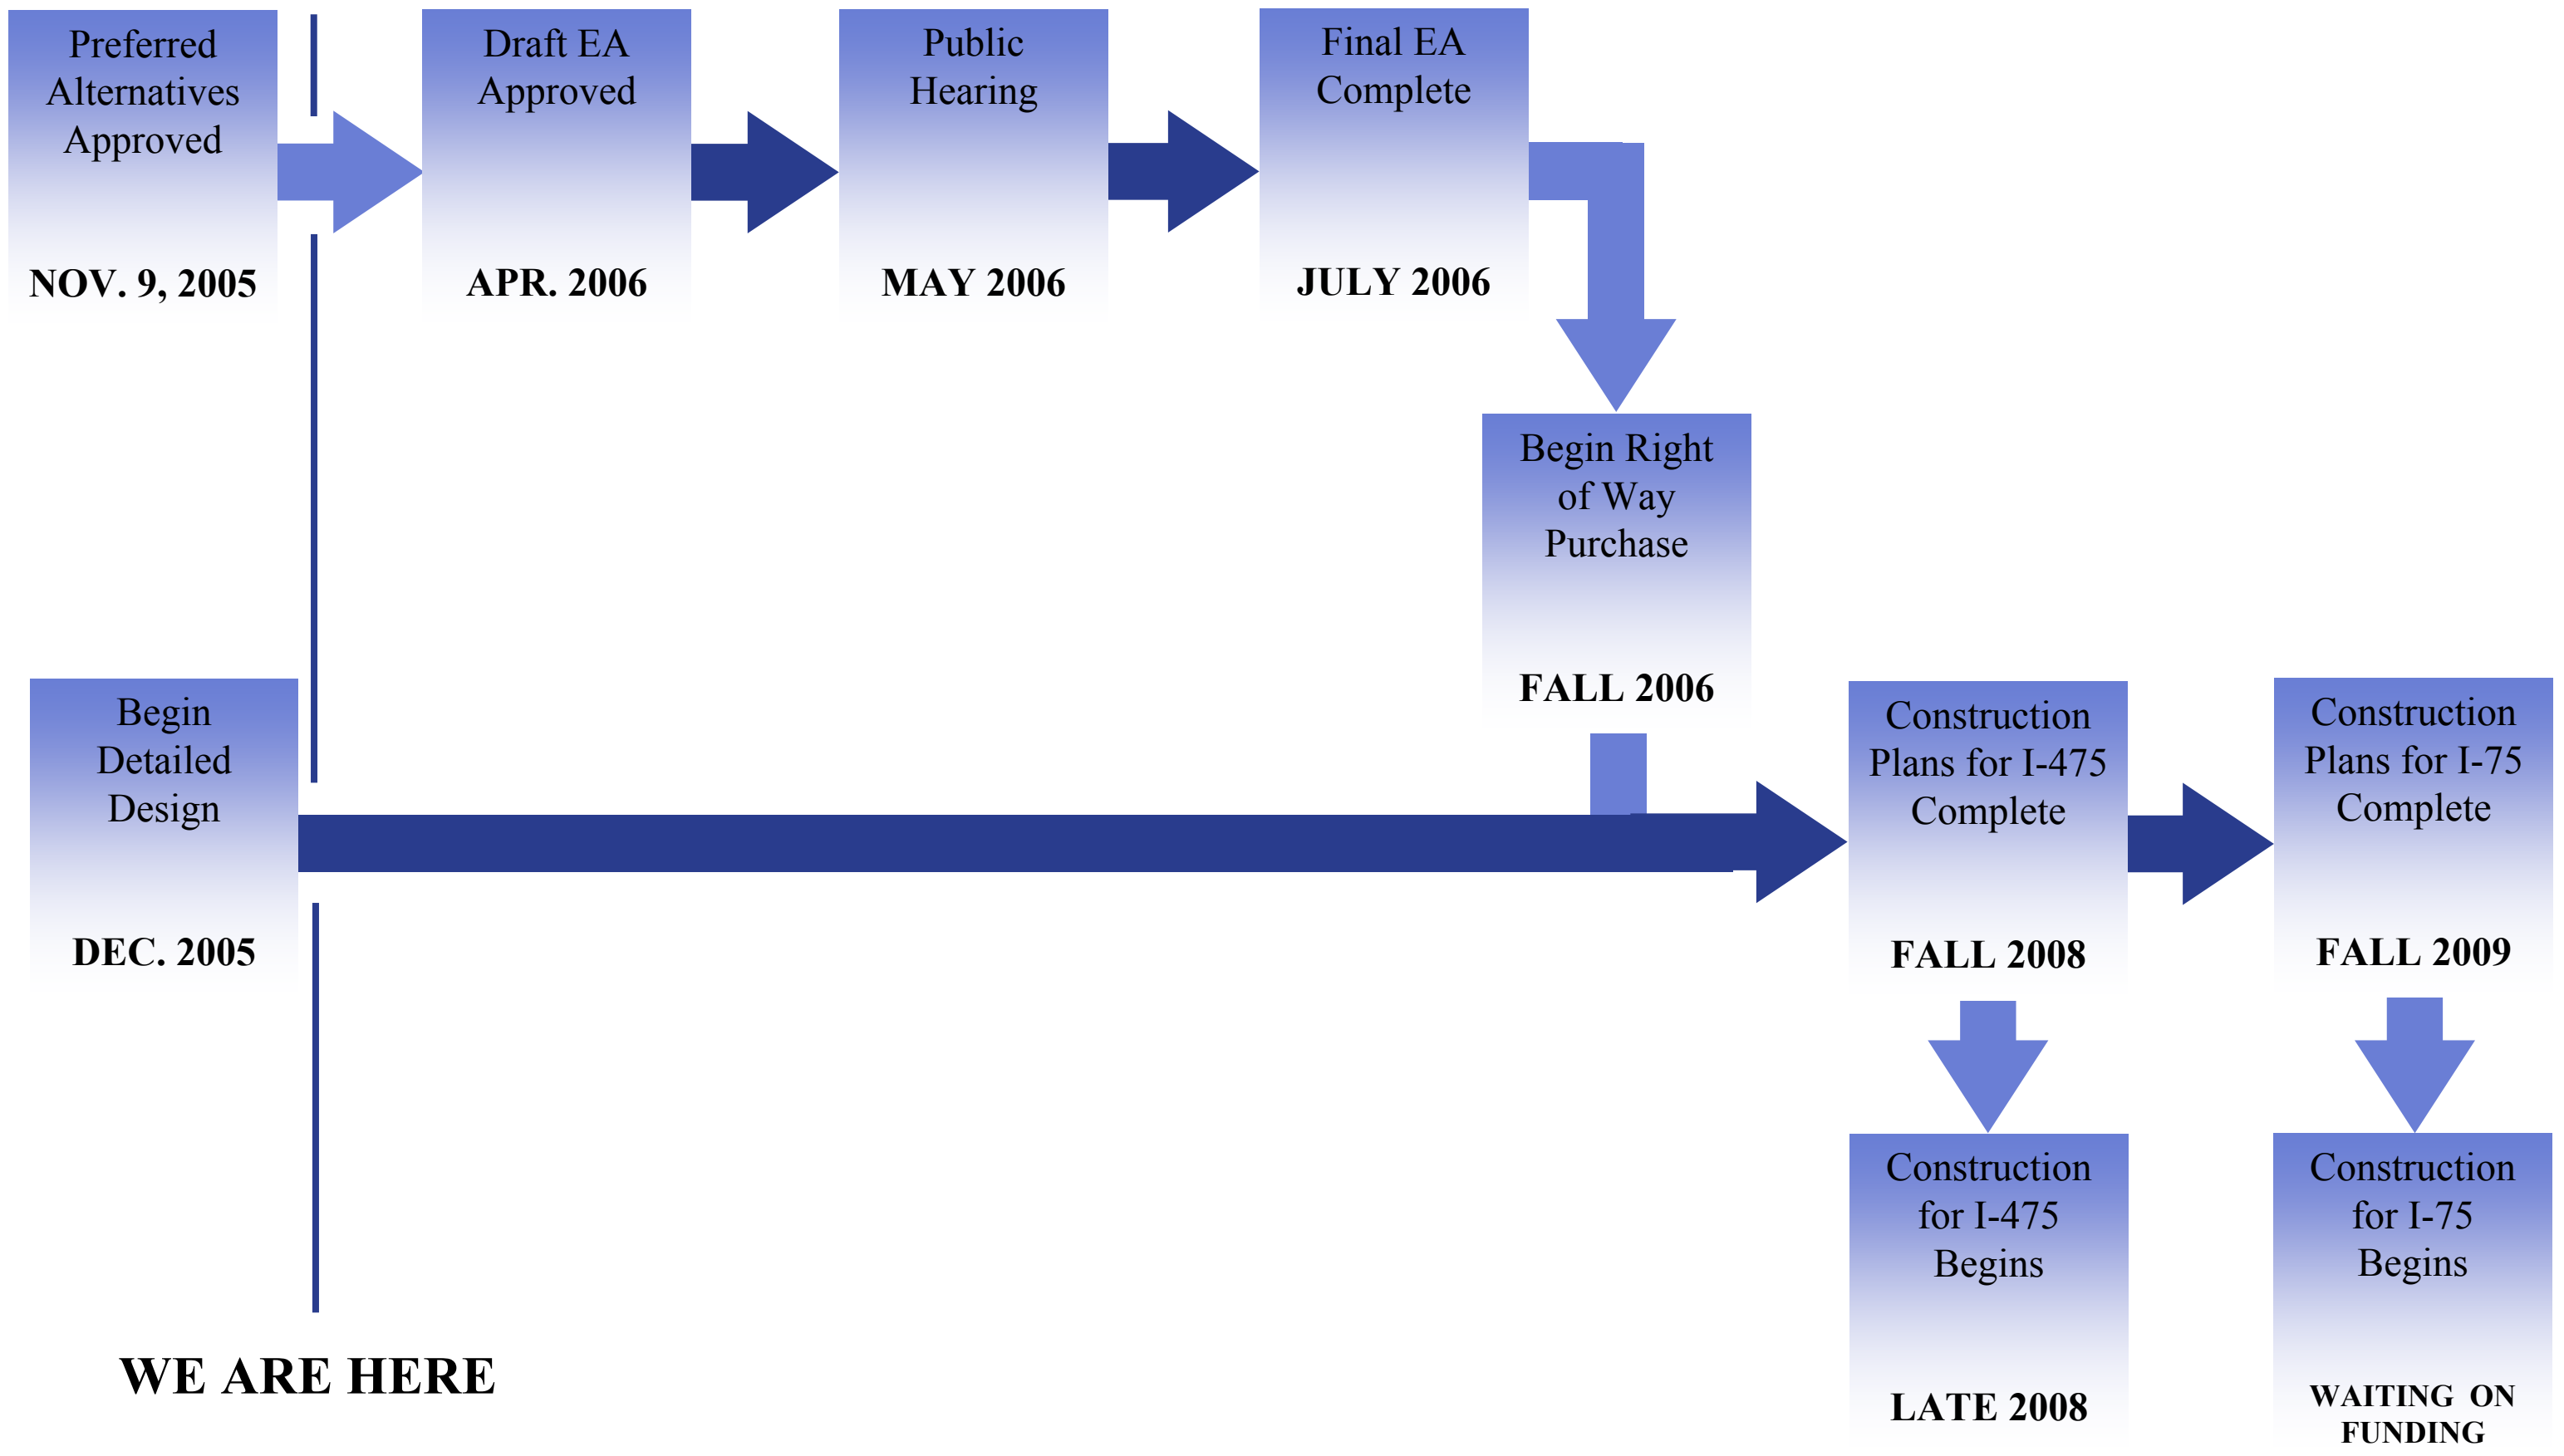 Preferred
Alternatives
Approved
NOV. 9, 2005
Draft EA
Approved
APR. 2006
Public
Hearing
MAY 2006
Final EA
Complete
JULY 2006
Begin Right
of Way
Purchase
FALL 2006
Begin
Detailed
Design
DEC. 2005
Construction
Plans for I-475
Complete
FALL 2008
Construction
Plans for I-75
Complete
FALL 2009
Construction
for I-475
Begins
LATE 2008
Construction
for I-75
Begins
WAITING ON
FUNDING
WE ARE HERE